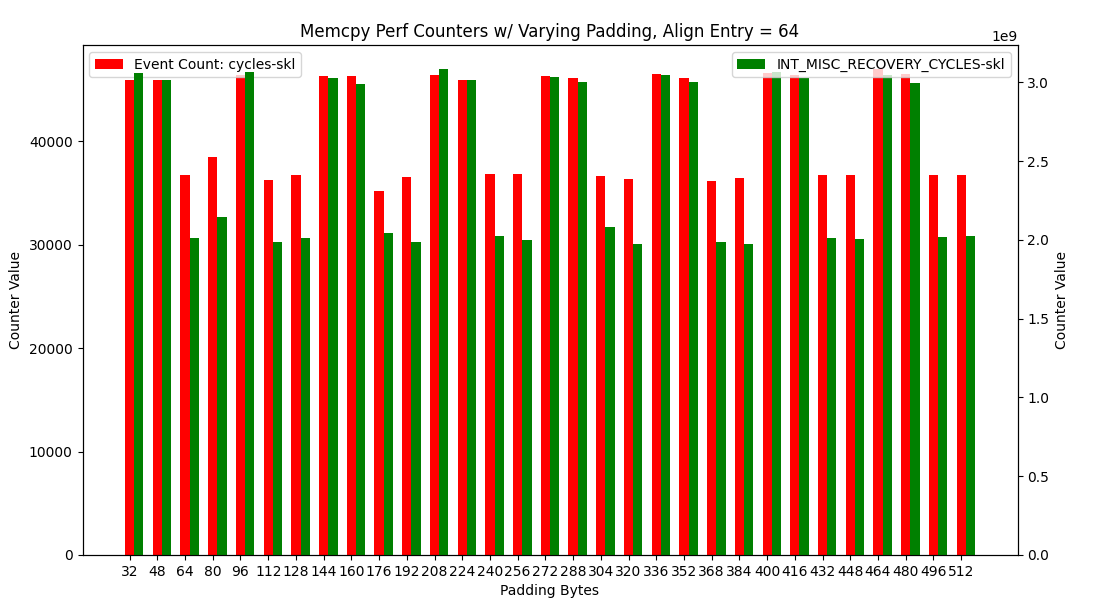 Memcpy Perf Counters w/ Varying Padding, Align Entry = 64
1e9
Event Count: cycles-skl
INT_MISC_RECOVERY_CYCLES-skl
Counter Value
40000
30000
20000
10000
0
3.0
2.5
2.0
1.5
1.0
0.5
0.0
Counter Value
32 48 64 80 96 112 128 144 160 176 192 208 224 240 256 272 288 304 320 336 352 368 384 400 416 432 448 464 480 496 512
Padding Bytes